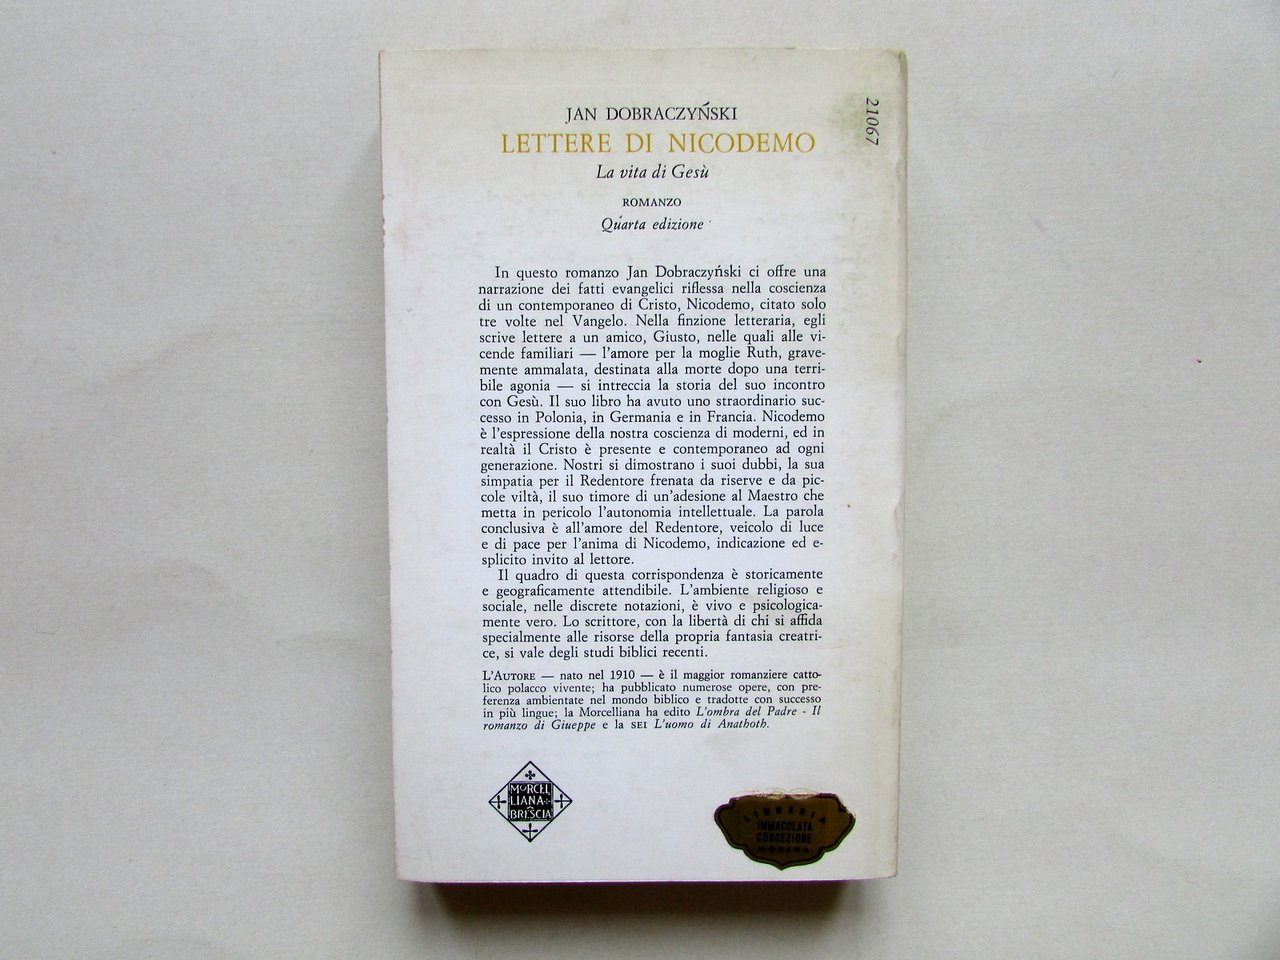 21067
JAN DOBRACZYŃSKI
LETTERE DI NICODEMO
La vita di Gesù
ROMANZO
Quarta edizione
In questo romanzo Jan Dobraczyński ci offre una
narrazione dei fatti evangelici riflessa nella coscienza
di un contemporaneo di Cristo, Nicodemo, citato solo
tre volte nel Vangelo. Nella finzione letteraria, egli
scrive lettere a un amico, Giusto, nelle quali alle vi-
cende familiari — l'amore per la moglie Ruth, grave-
mente ammalata, destinata alla morte dopo una terri-
bile agonia — si intreccia la storia del suo incontro
con Gesù. Il suo libro ha avuto uno straordinario suc-
cesso in Polonia, in Germania e in Francia. Nicodemo
è l'espressione della nostra coscienza di moderni, ed in
realtà il Cristo è presente e contemporaneo ad ogni
generazione. Nostri si dimostrano i suoi dubbi, la sua
simpatia per il Redentore frenata da riserve e da pic-
cole viltà, il suo timore di un'adesione al Maestro che
metta in pericolo l'autonomia intellettuale. La parola
conclusiva è all'amore del Redentore, veicolo di luce
e di pace per l'anima di Nicodemo, indicazione ed e-
splicito invito al lettore.
Il quadro di questa corrispondenza è storicamente
e geograficamente attendibile. L'ambiente religioso e
sociale, nelle discrete notazioni, è vivo e psicologica-
mente vero. Lo scrittore, con la libertà di chi si affida
specialmente alle risorse della propria fantasia creatri-
ce, si vale degli studi biblici recenti.
L'AUTORE — nato nel 1910 — è il maggior romanziere catto-
lico polacco vivente; ha pubblicato numerose opere, con pre-
ferenza ambientate nel mondo biblico e tradotte con successo
in più lingue; la Morcelliana ha edito L'ombra del Padre - Il
romanzo di Giueppe e la SEI L'uomo di Anathoth.
MORCEL
LIANA
BRESCIA
LIBRERIA
IMMACOLATA
CONCEZIONE
MODENA